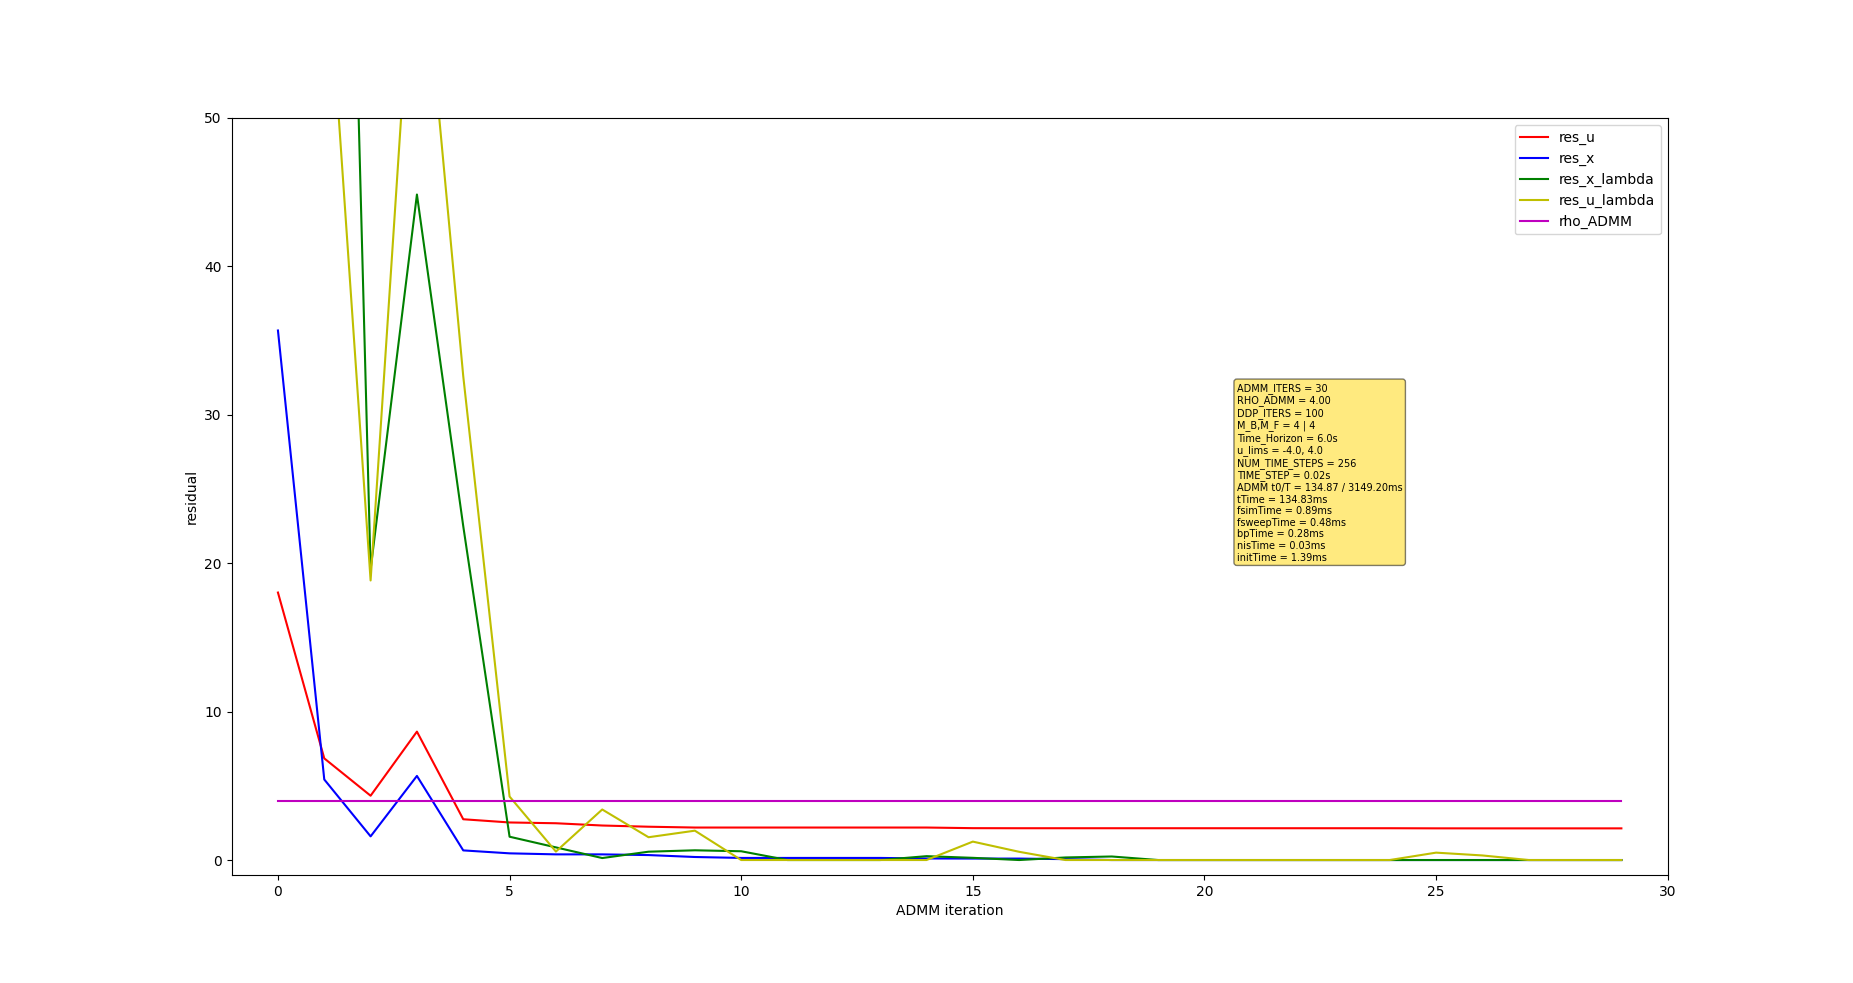 50
40
30
20
10
0
residual
0 5 10 15 20 25 30
ADMM iteration
res_u
res_x
res_x_lambda
res_u_lambda
rho_ADMM
ADMM_ITERS = 30
RHO_ADMM = 4.00
DDP_ITERS = 100
M_B,M_F = 4 | 4
Time_Horizon = 6.0s
u_lims = -4.0, 4.0
NUM_TIME_STEPS = 256
TIME_STEP = 0.02s
ADMM t0/T = 134.87 / 3149.20ms
tTime = 134.83ms
fsimTime = 0.89ms
fsweepTime = 0.48ms
bpTime = 0.28ms
nisTime = 0.03ms
initTime = 1.39ms